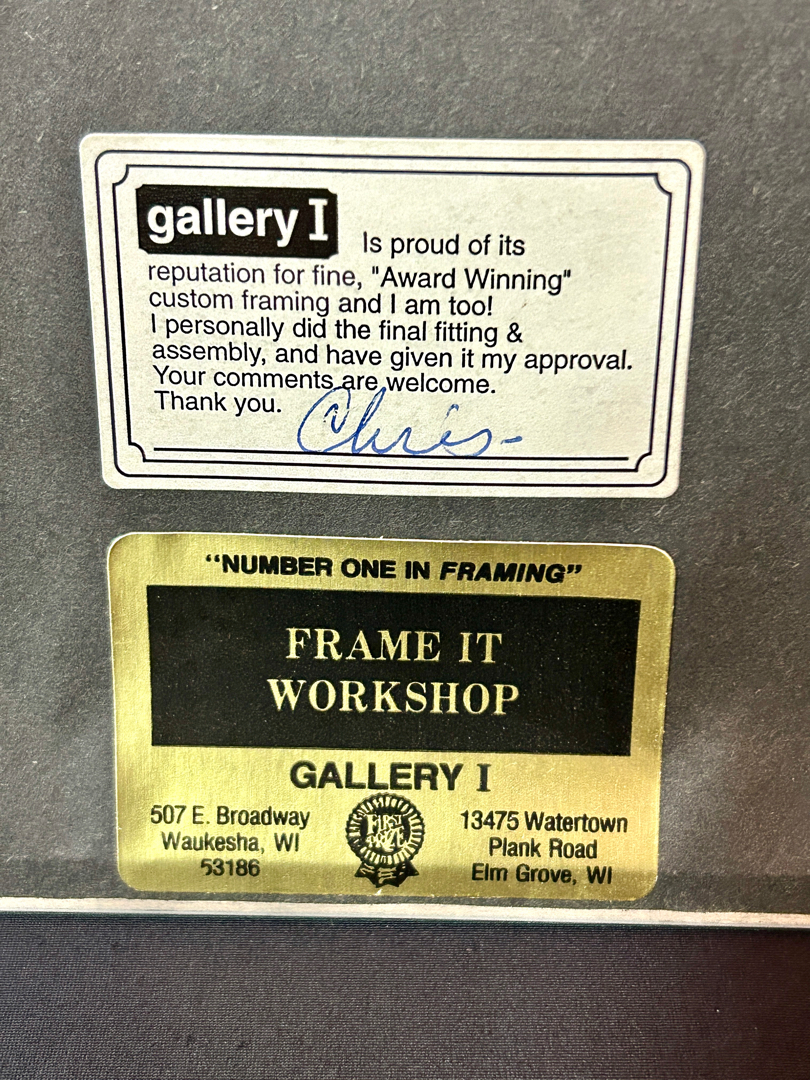 gallery I Is proud of its
reputation for fine, "Award Winning"
custom framing and I am too!
I personally did the final fitting &
assembly, and have given it my approval.
Your comments are welcome.
Thank you. Chris
"NUMBER ONE IN FRAMING"
FRAME IT
WORKSHOP
GALLERY I
507 E. Broadway
Waukesha, WI
53186
FIRST
PRIZE
13475 Watertown
Plank Road
Elm Grove, WI